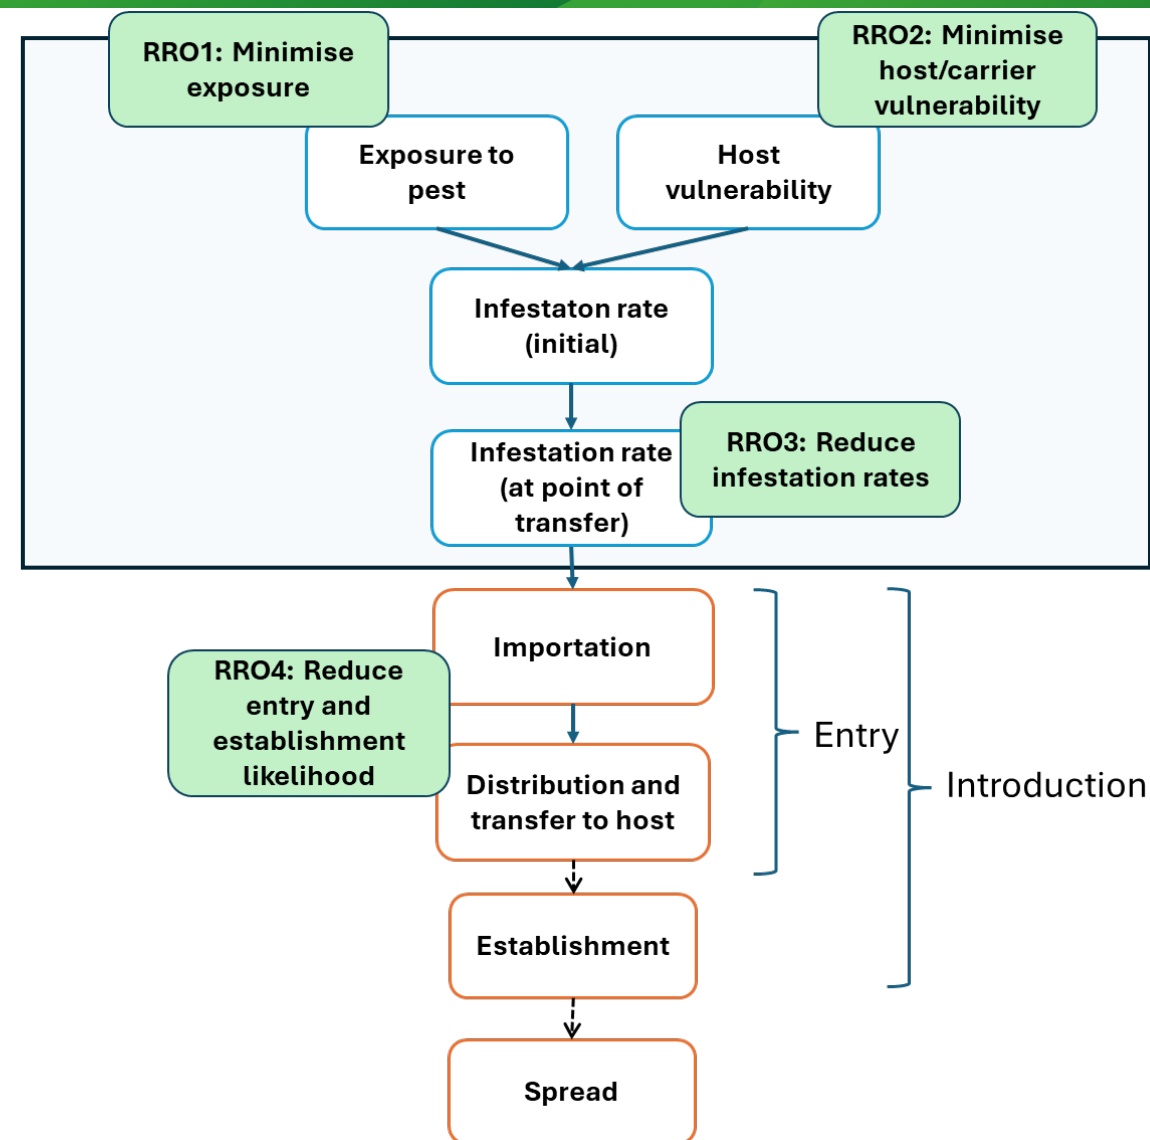 RRO1: Minimise
exposure
RRO2: Minimise
host/carrier
vulnerability
Exposure to
pest
Host
vulnerability
Infestaton rate
(initial)
Infestation rate
(at point of
transfer)
RRO3: Reduce
infestation rates
Importation
RRO4: Reduce
entry and
establishment
likelihood
Entry
Introduction
Distribution and
transfer to host
Establishment
Spread